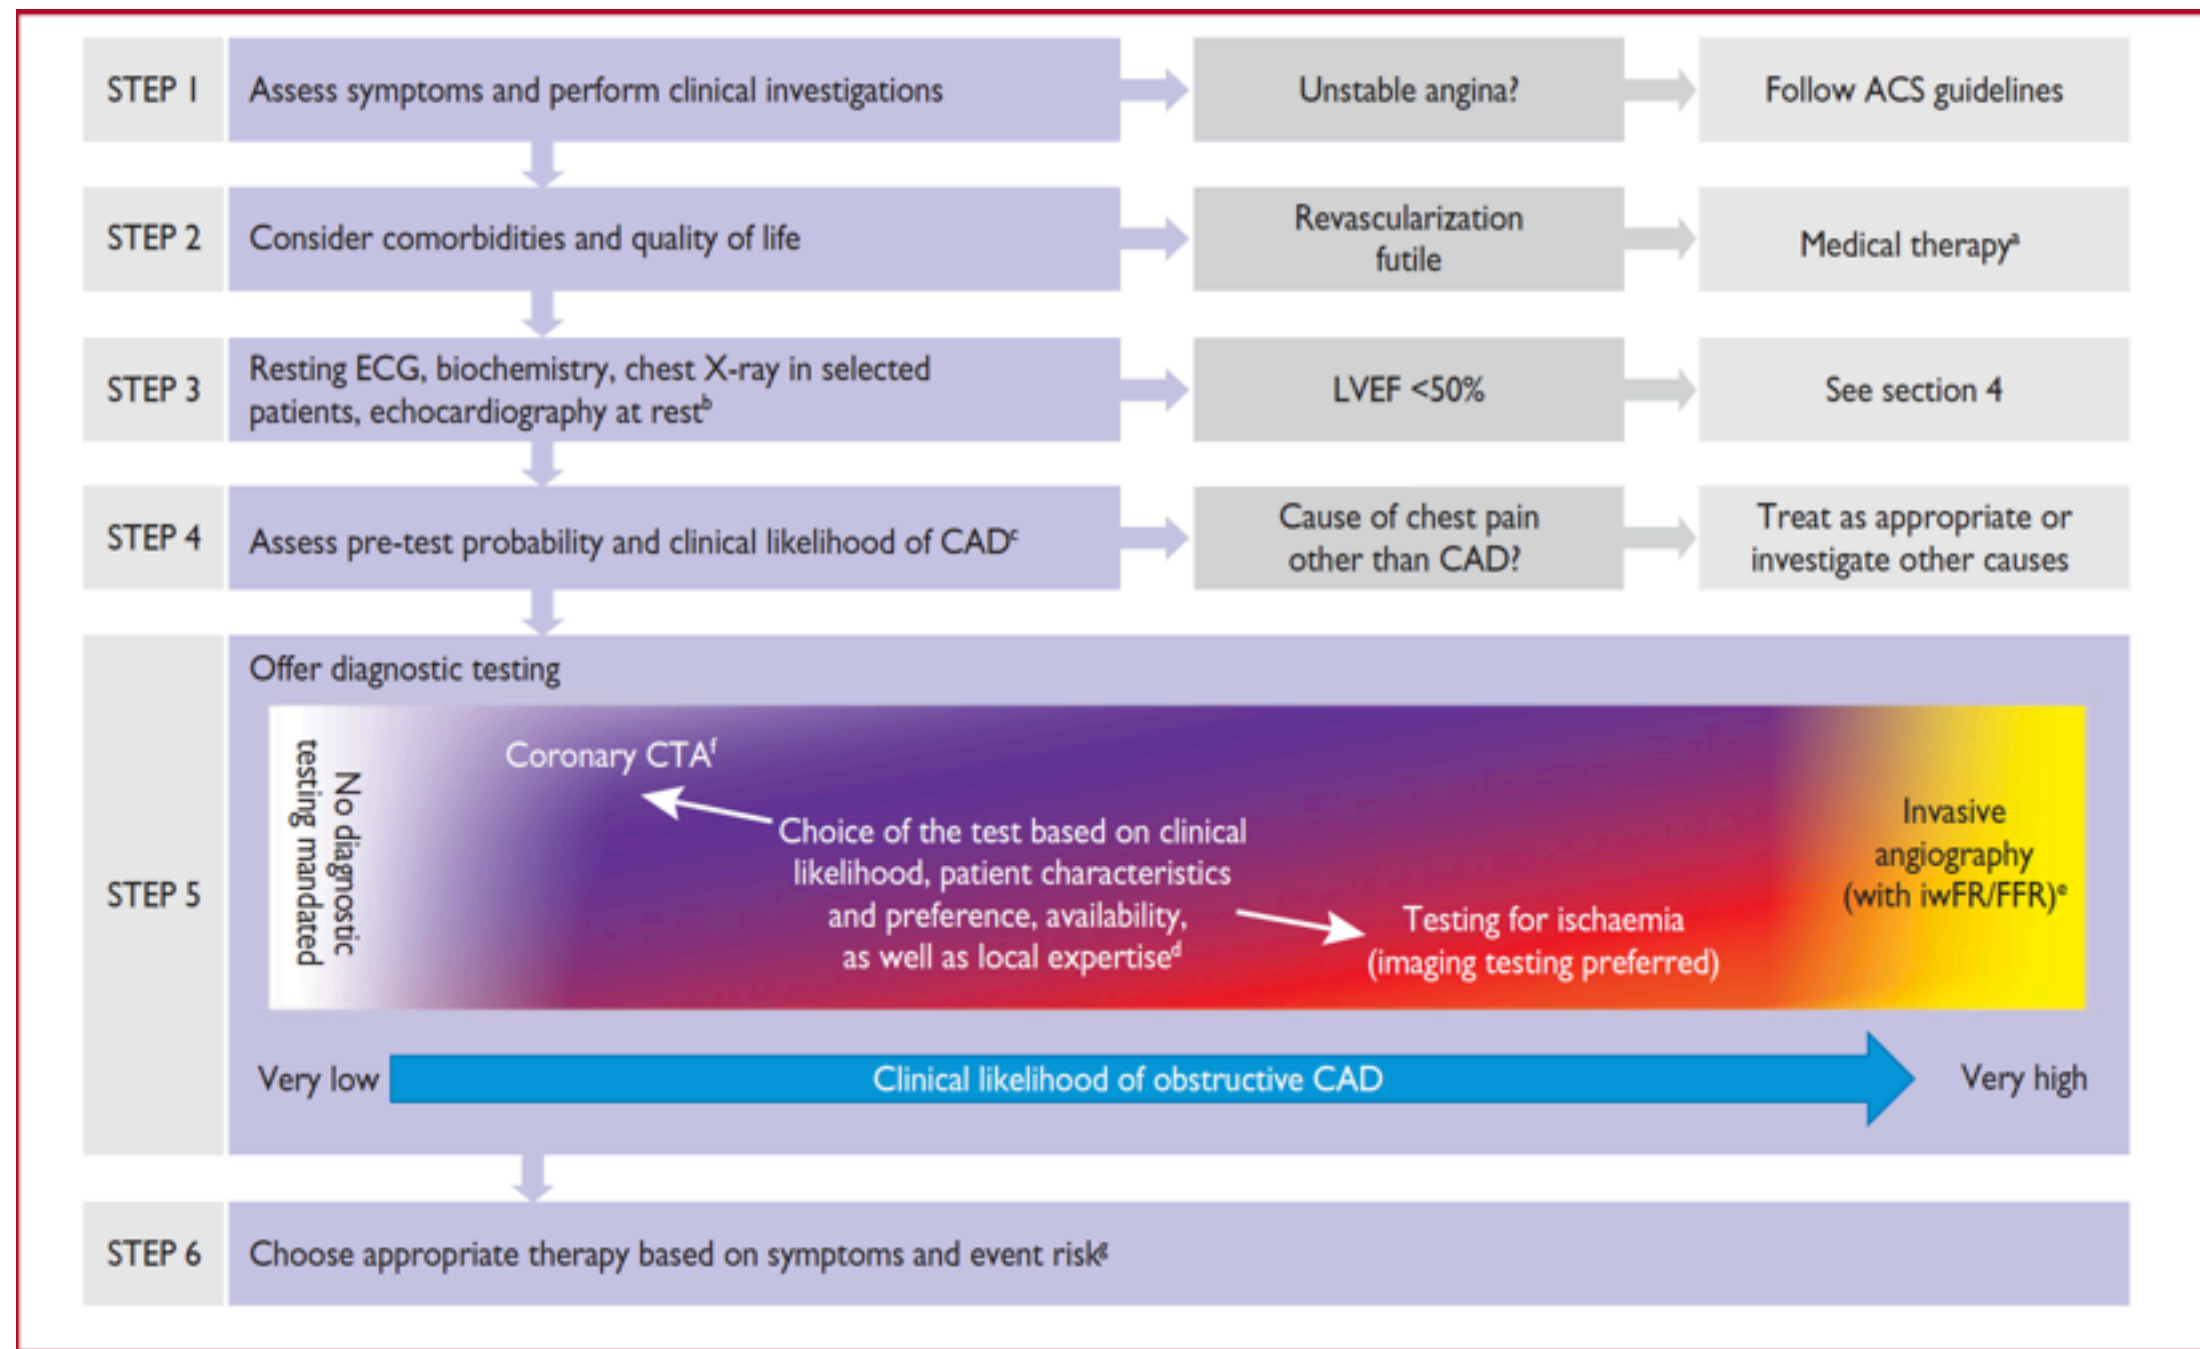 STEP 1
Assess symptoms and perform clinical investigations
Unstable angina?
Follow ACS guidelines
STEP 2
Consider comorbidities and quality of life
Revascularization
futile
Medical therapyᵃ
STEP 3
Resting ECG, biochemistry, chest X-ray in selected
patients, echocardiography at restᵇ
LVEF <50%
See section 4
STEP 4
Assess pre-test probability and clinical likelihood of CADᶜ
Cause of chest pain
other than CAD?
Treat as appropriate or
investigate other causes
STEP 5
Offer diagnostic testing
No diagnostic
testing mandated
Coronary CTAᶠ
Choice of the test based on clinical
likelihood, patient characteristics
and preference, availability,
as well as local expertiseᵈ
Testing for ischaemia
(imaging testing preferred)
Invasive
angiography
(with iwFR/FFR)ᵉ
Very low
Clinical likelihood of obstructive CAD
Very high
STEP 6
Choose appropriate therapy based on symptoms and event riskᵍ